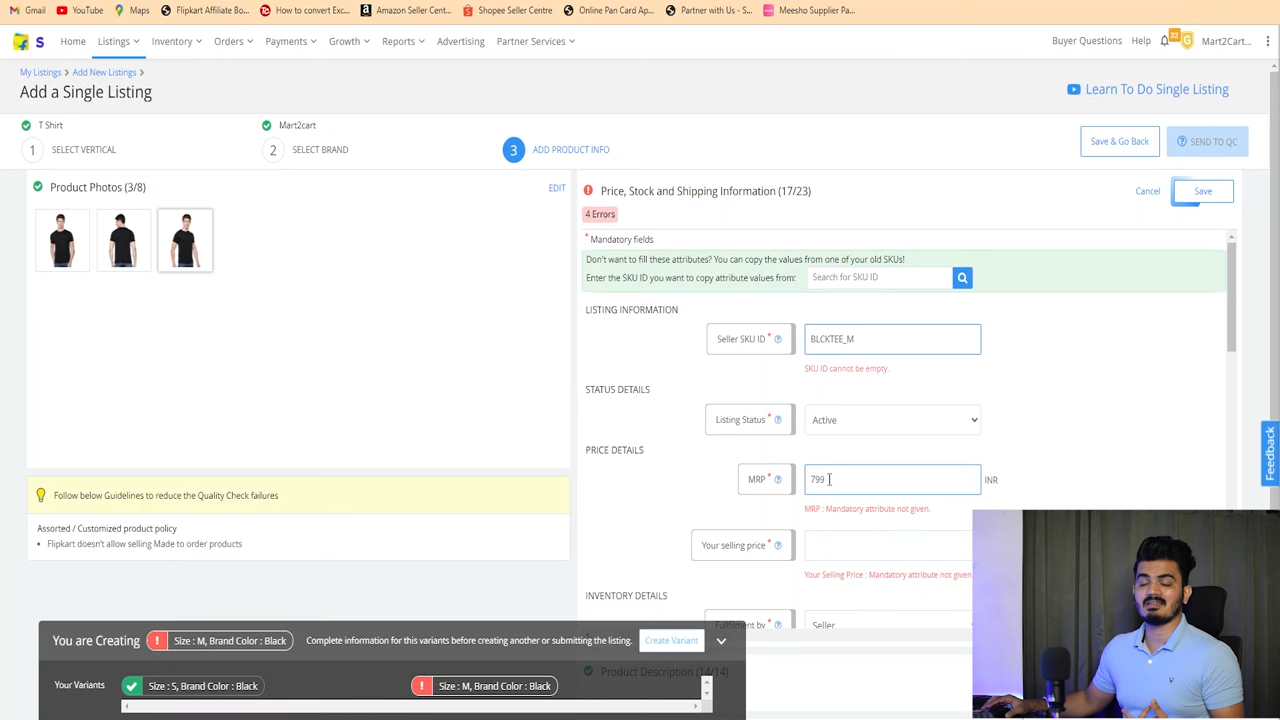 Gmail YouTube Maps Flipkart Affiliate Bo... How to convert Exc... Amazon Seller Cent... Shopee Seller Centre Online Pan Card Ap... Partner with Us - S... Meesho Supplier Pa...
S Home Listings Inventory Orders Payments Growth Reports Advertising Partner Services Buyer Questions Help 32 G Mart2Cart...
My Listings Add New Listings
Add a Single Listing
Learn To Do Single Listing
T Shirt Mart2cart
1 SELECT VERTICAL 2 SELECT BRAND 3 ADD PRODUCT INFO Save & Go Back SEND TO QC
Product Photos (3/8) EDIT
Price, Stock and Shipping Information (17/23) Cancel Save
4 Errors
* Mandatory fields
Don't want to fill these attributes? You can copy the values from one of your old SKUs!
Enter the SKU ID you want to copy attribute values from: Search for SKU ID
LISTING INFORMATION
Seller SKU ID * BLCKTEE_M
SKU ID cannot be empty.
STATUS DETAILS
Listing Status * Active
PRICE DETAILS
MRP * 799 INR
MRP : Mandatory attribute not given.
Your selling price *
Your Selling Price : Mandatory attribute not given
INVENTORY DETAILS
Fulfilment by * Seller
Follow below Guidelines to reduce the Quality Check failures
Assorted / Customized product policy
• Flipkart doesn't allow selling Made to order products
You are Creating Size : M, Brand Color : Black Complete information for this variants before creating another or submitting the listing. Create Variant
Your Variants Size : S, Brand Color : Black Size : M, Brand Color : Black
Product Description (14/14)
Feedback